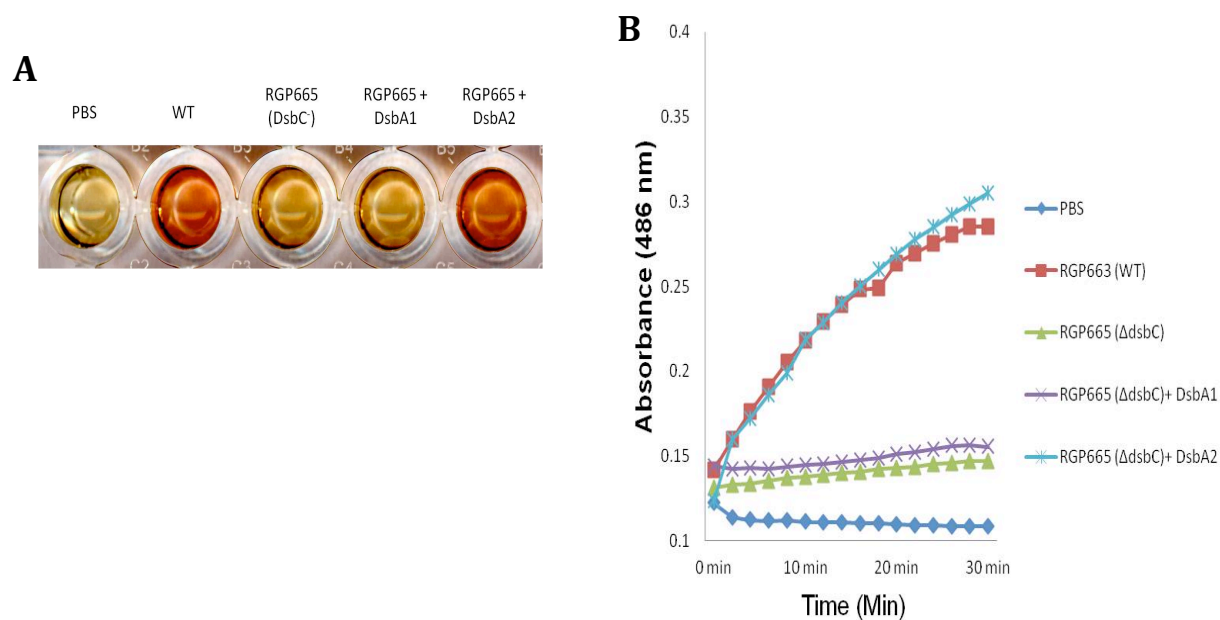 A
PBS
WT
RGP665
(DsbC⁻)
RGP665 +
DsbA1
RGP665 +
DsbA2
B
Absorbance (486 nm)
0.4
0.35
0.3
0.25
0.2
0.15
0.1
0 min
10 min
20 min
30 min
Time (Min)
PBS
RGP663 (WT)
RGP665 (ΔdsbC)
RGP665 (ΔdsbC)+ DsbA1
RGP665 (ΔdsbC)+ DsbA2